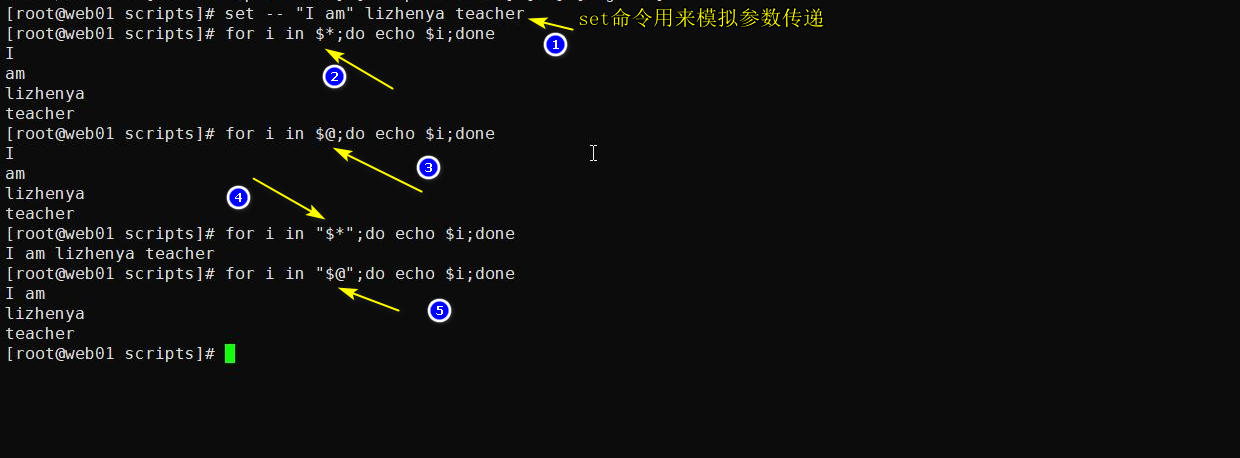 [root@web01 scripts]# set -- "I am" lizhenya teacher
set命令用来模拟参数传递
1
[root@web01 scripts]# for i in $*;do echo $i;done
2
I
am
lizhenya
teacher
[root@web01 scripts]# for i in $@;do echo $i;done
3
I
am
4
lizhenya
teacher
[root@web01 scripts]# for i in "$*";do echo $i;done
I am lizhenya teacher
[root@web01 scripts]# for i in "$@";do echo $i;done
I am
5
lizhenya
teacher
[root@web01 scripts]#